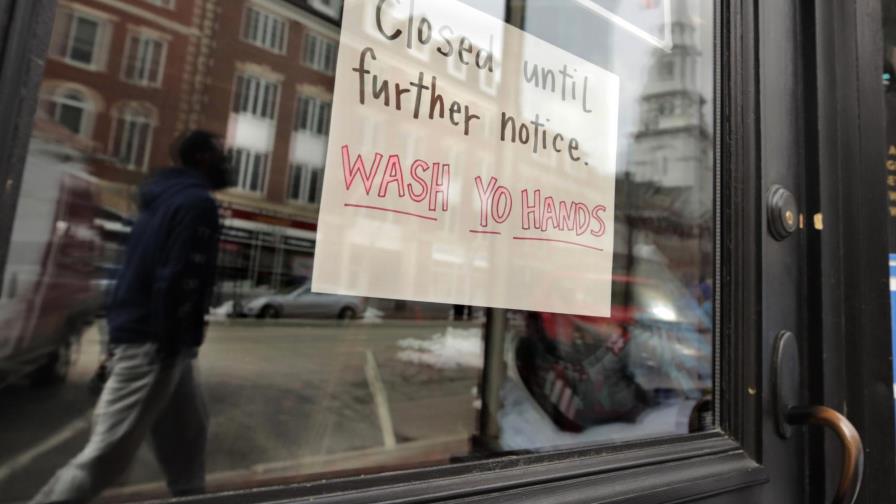 Closed until
further notice.
WASH YO HANDS